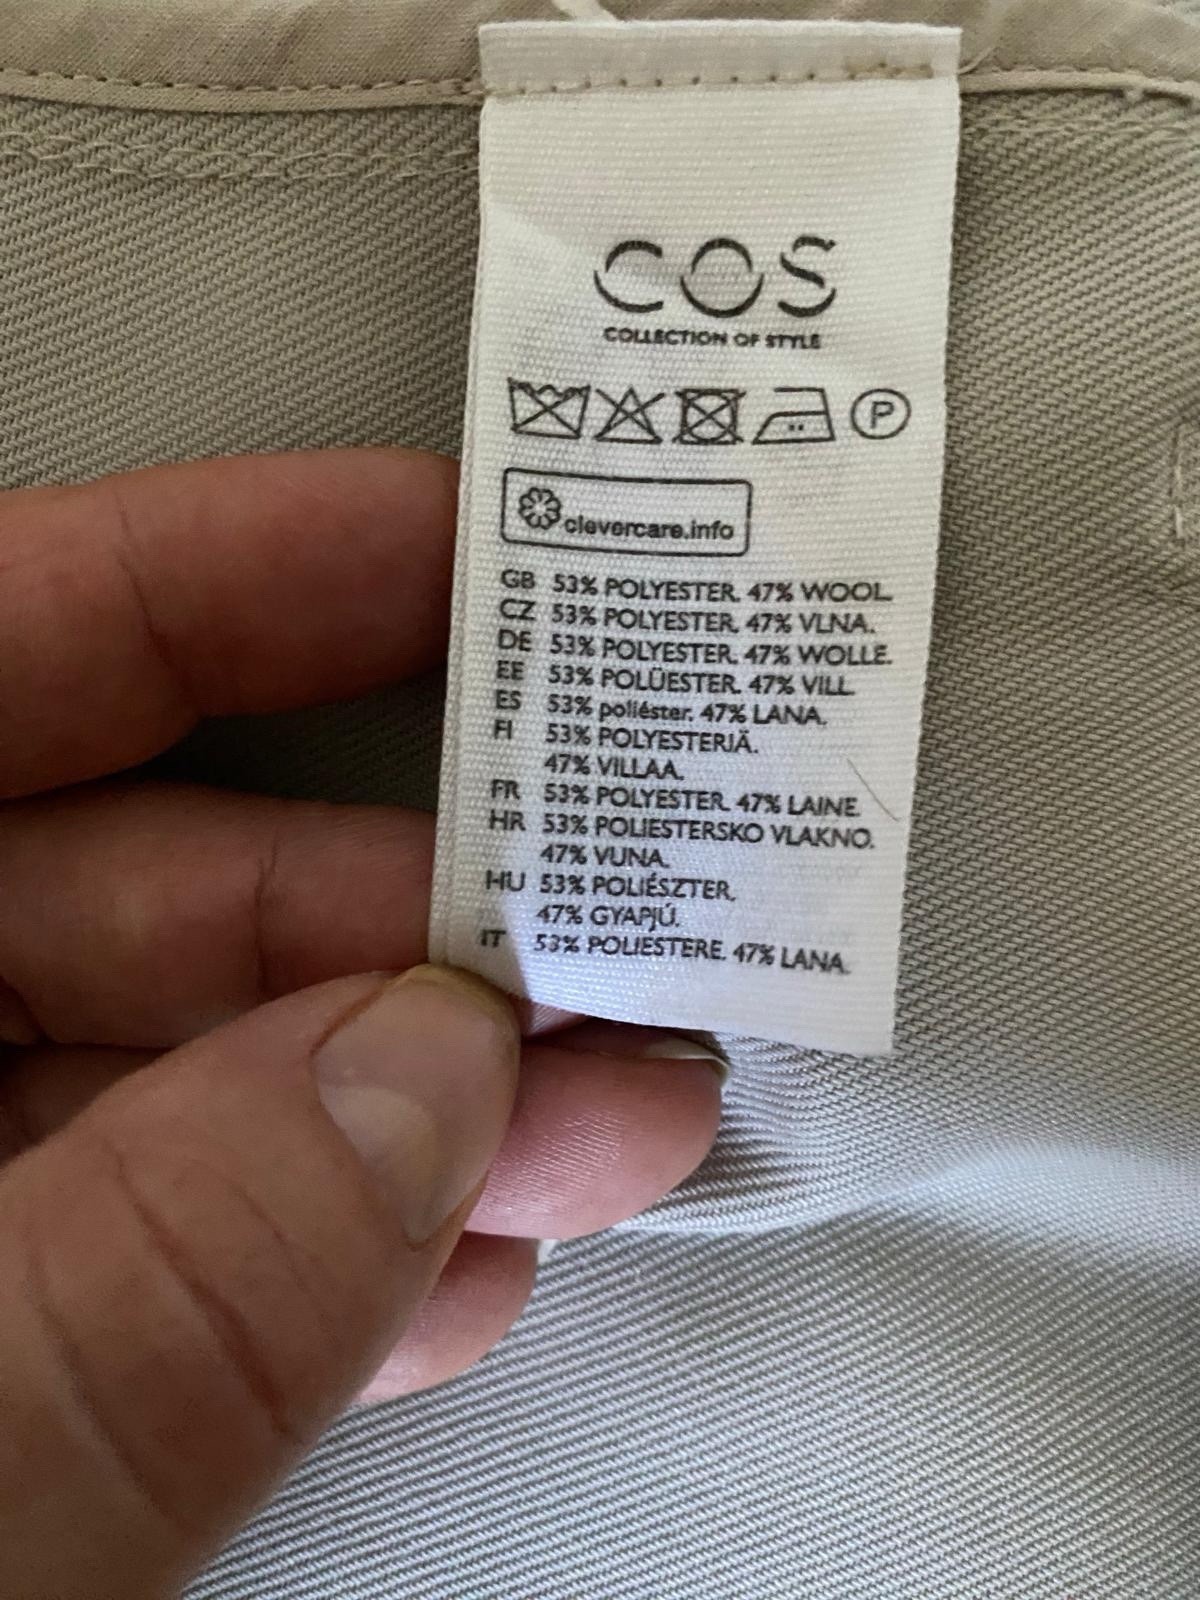 COS
COLLECTION OF STYLE
P
clevercare.info
GB 53% POLYESTER. 47% WOOL.
CZ 53% POLYESTER. 47% VLNA.
DE 53% POLYESTER. 47% WOLLE.
EE 53% POLÜESTER. 47% VILL.
ES 53% poliéster. 47% LANA.
FI 53% POLYESTERIÄ.
47% VILLAA.
FR 53% POLYESTER. 47% LAINE.
HR 53% POLIESTERSKO VLAKNO.
47% VUNA.
HU 53% POLIÉSZTER,
47% GYAPJÚ.
IT 53% POLIESTERE. 47% LANA.